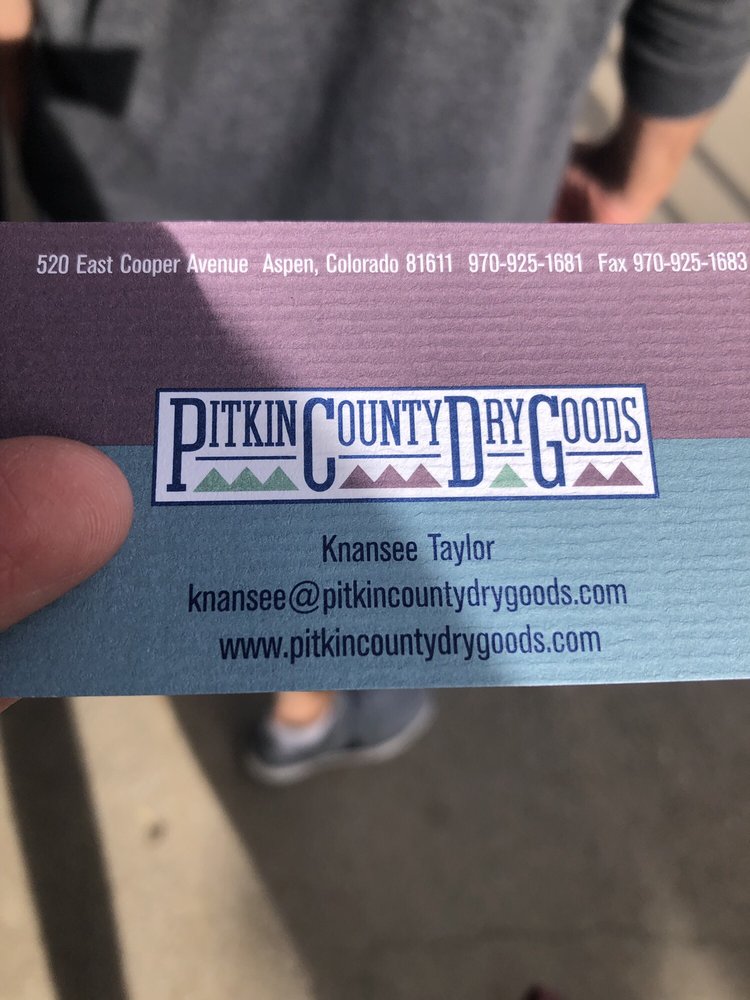 520 East Cooper Avenue Aspen, Colorado 81611 970-925-1681 Fax 970-925-1683
PITKIN COUNTY DRY GOODS
Knansee Taylor
knansee@pitkincountydrygoods.com
www.pitkincountydrygoods.com